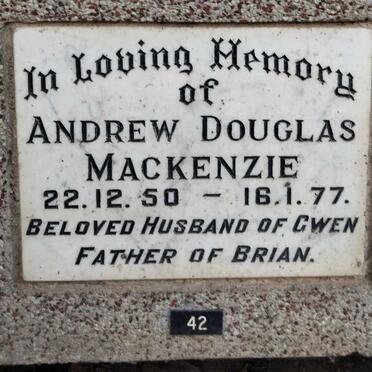 In Loving Memory
of
ANDREW DOUGLAS
MACKENZIE
22.12.50 – 16.1.77.
BELOVED HUSBAND OF GWEN
FATHER OF BRIAN.
42